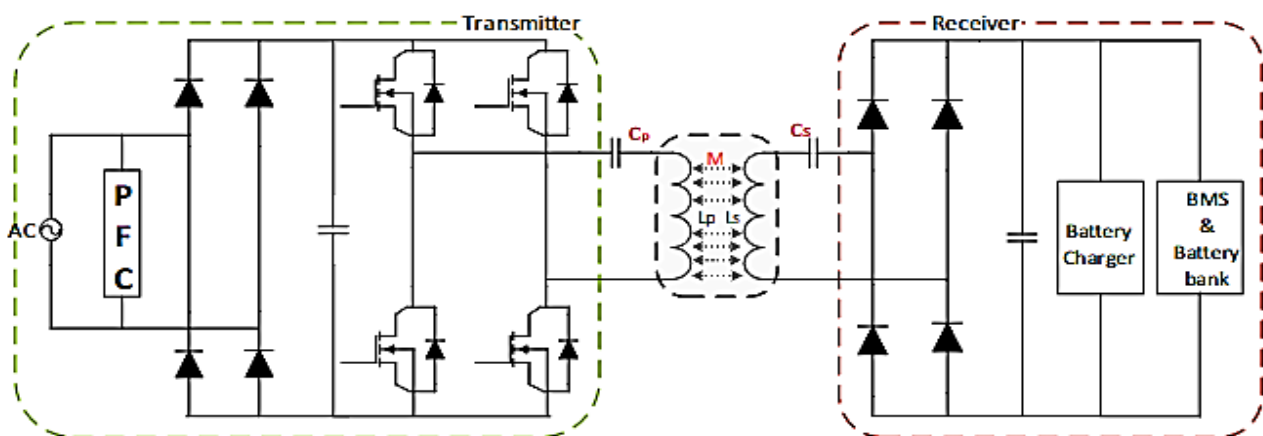 Transmitter
Receiver
AC
P
F
C
Cp
M
Lp Ls
Cs
Battery
Charger
BMS
&
Battery
bank